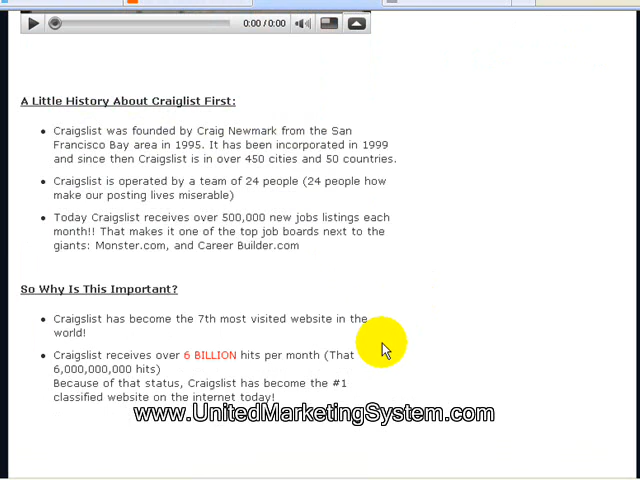 0:00 / 0:00
A Little History About Craiglist First:
Craigslist was founded by Craig Newmark from the San
Francisco Bay area in 1995. It has been incorporated in 1999
and since then Craigslist is in over 450 cities and 50 countries.
Craigslist is operated by a team of 24 people (24 people how
make our posting lives miserable)
Today Craigslist receives over 500,000 new jobs listings each
month!! That makes it one of the top job boards next to the
giants: Monster.com, and Career Builder.com
So Why Is This Important?
Craigslist has become the 7th most visited website in the
world!
Craigslist receives over 6 BILLION hits per month (That
6,000,000,000 hits)
Because of that status, Craigslist has become the #1
classified website on the internet today!
www.UnitedMarketingSystem.com